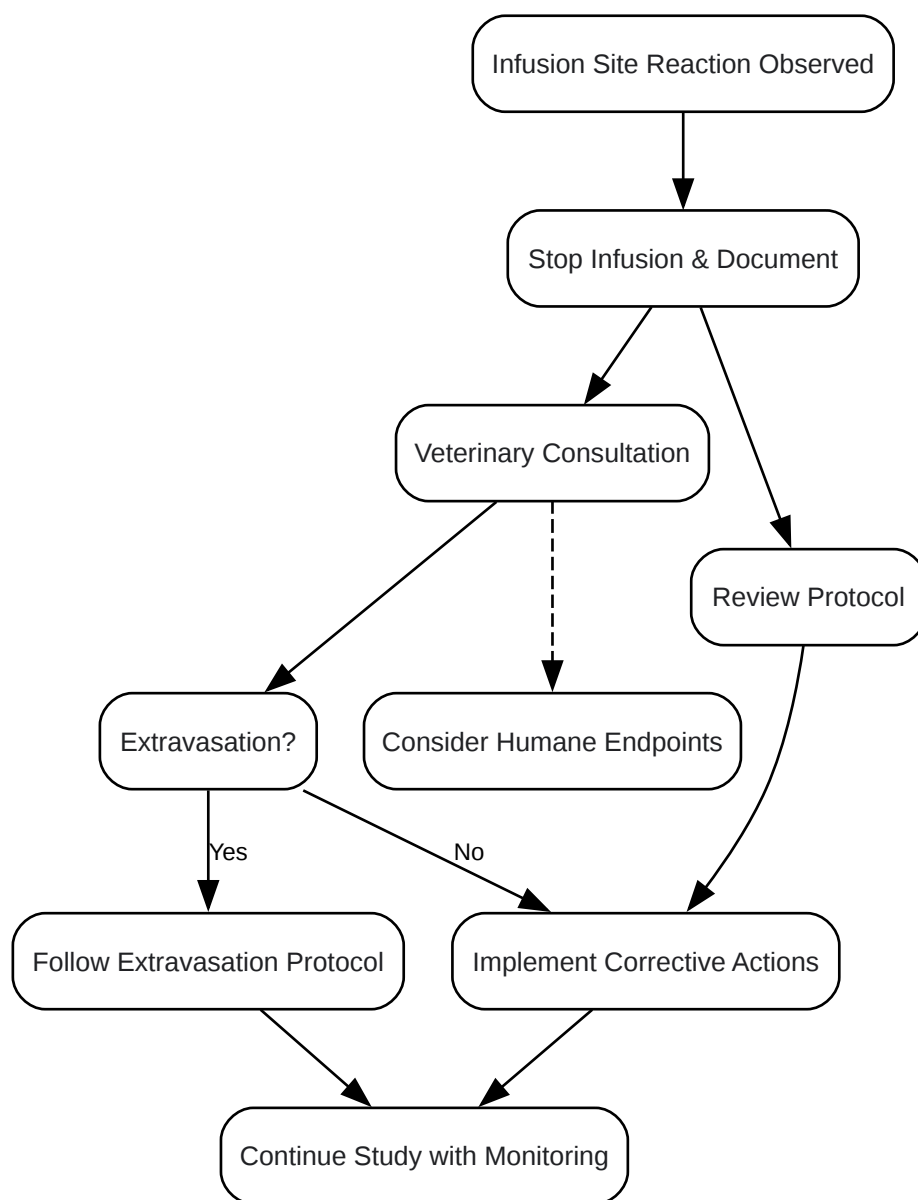 Infusion Site Reaction Observed
Stop Infusion & Document
Veterinary Consultation
Review Protocol
Extravasation?
Consider Humane Endpoints
Yes
No
Follow Extravasation Protocol
Implement Corrective Actions
Continue Study with Monitoring